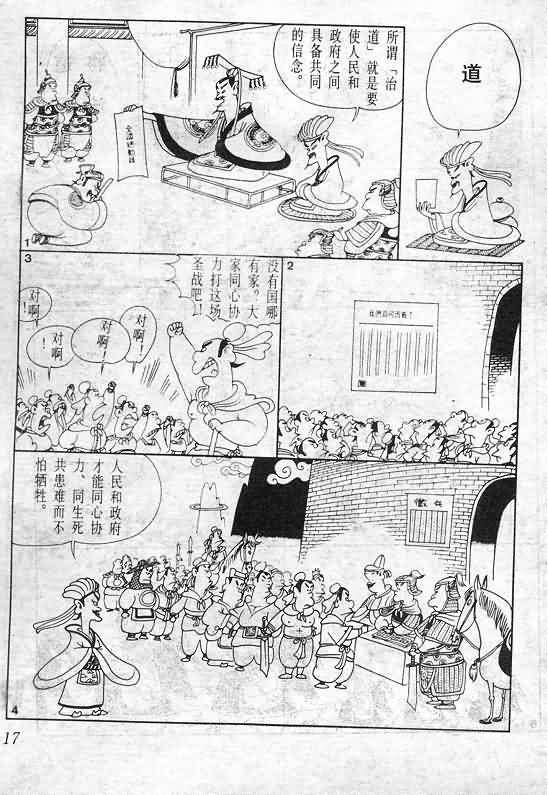 道
所谓「治
道」就是要
使人民和
政府之间
具备共同
的信念。
1
2
没有国哪
有家？大
家同心协
力打这场
圣战吧！
对啊！
对啊！
对啊！
对啊！
3
徵兵
人民和政府
才能同心协
力、同生死
共患难而不
怕牺牲。
4
17